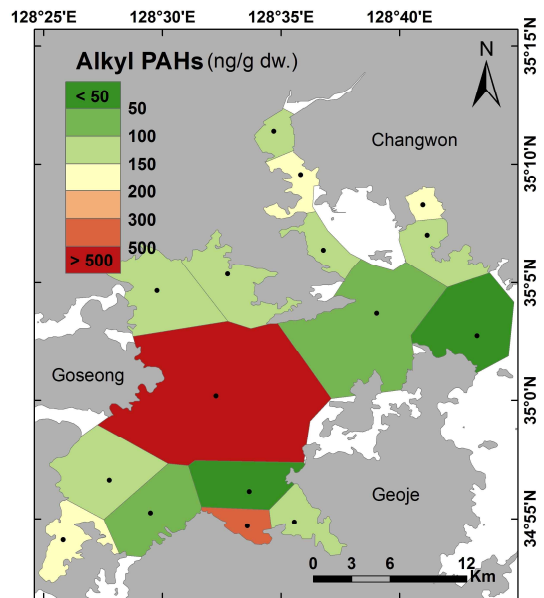 128°25'E 128°30'E 128°35'E 128°40'E
35°15'N
Alkyl PAHs (ng/g dw.)
N
< 50
50
100
150
200
300
500
> 500
Changwon
35°10'N
35°5'N
Goseong
35°0'N
Geoje
34°55'N
0 3 6 12
Km